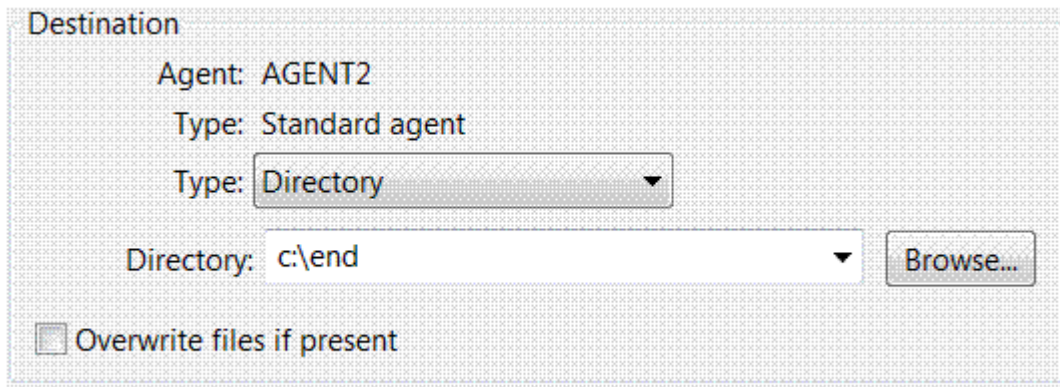 Destination
Agent: AGENT2
Type: Standard agent
Type: Directory
Directory: c:\end Browse...
Overwrite files if present